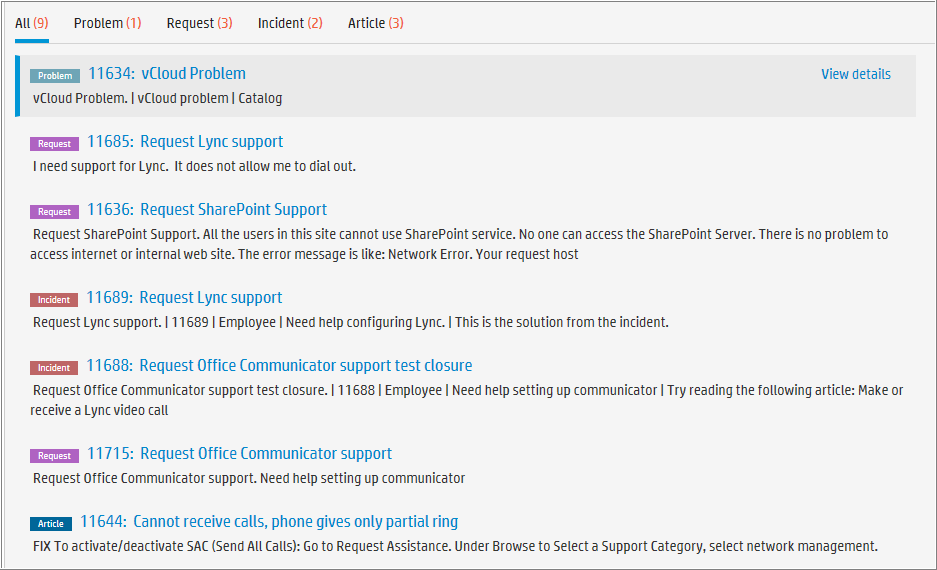 All (9) Problem (1) Request (3) Incident (2) Article (3)
Problem 11634: vCloud Problem View details
vCloud Problem. | vCloud problem | Catalog
Request 11685: Request Lync support
I need support for Lync. It does not allow me to dial out.
Request 11636: Request SharePoint Support
Request SharePoint Support. All the users in this site cannot use SharePoint service. No one can access the SharePoint Server. There is no problem to
access internet or internal web site. The error message is like: Network Error. Your request host
Incident 11689: Request Lync support
Request Lync support. | 11689 | Employee | Need help configuring Lync. | This is the solution from the incident.
Incident 11688: Request Office Communicator support test closure
Request Office Communicator support test closure. | 11688 | Employee | Need help setting up communicator | Try reading the following article: Make or
receive a Lync video call
Request 11715: Request Office Communicator support
Request Office Communicator support. Need help setting up communicator
Article 11644: Cannot receive calls, phone gives only partial ring
FIX To activate/deactivate SAC (Send All Calls): Go to Request Assistance. Under Browse to Select a Support Category, select network management.